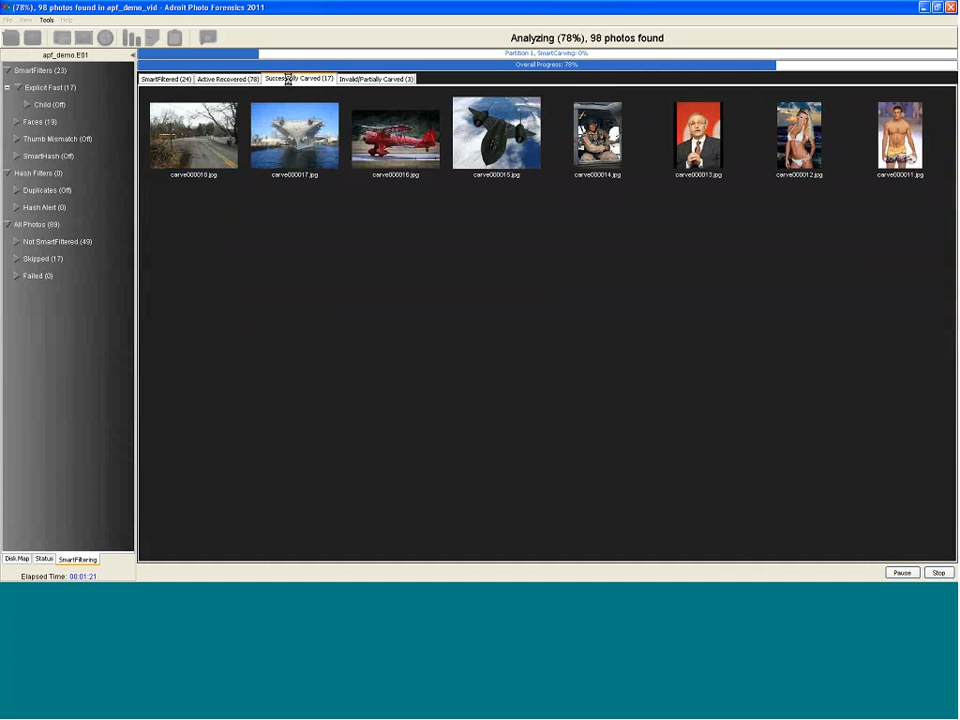 (78%), 98 photos found in apf_demo_vid - Adroit Photo Forensics 2011
File View Tools Help
Analyzing (78%), 98 photos found
apf_demo.E01
Partition 1, SmartCarving: 0%
Overall Progress: 78%
SmartFiltered (24) Active Recovered (78) Successfully Carved (17) Invalid/Partially Carved (3)
SmartFilters (23)
Explicit Fast (17)
Child (Off)
Faces (19)
Thumb Mismatch (Off)
SmartHash (Off)
Hash Filters (0)
Duplicates (Off)
Hash Alert (0)
All Photos (89)
Not SmartFiltered (49)
Skipped (17)
Failed (0)
carve000018.jpg carve000017.jpg carve000016.jpg carve000015.jpg carve000014.jpg carve000013.jpg carve000012.jpg carve000011.jpg
Disk Map Status SmartFiltering
Elapsed Time: 00:01:21
Pause Stop